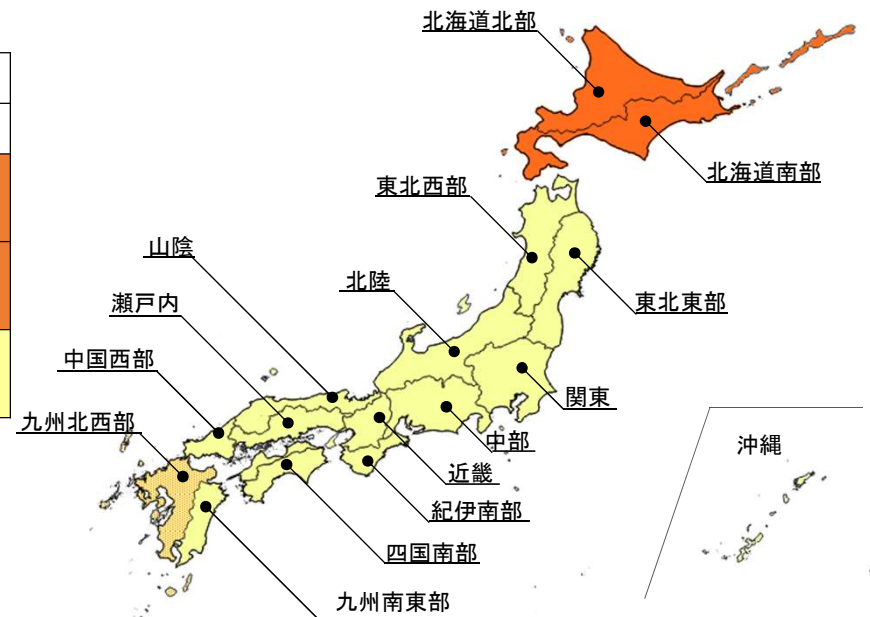 北海道北部
北海道南部
東北西部
山陰
北陸
東北東部
瀬戸内
中国西部
関東
九州北西部
中部
沖縄
近畿
紀伊南部
四国南部
九州南東部